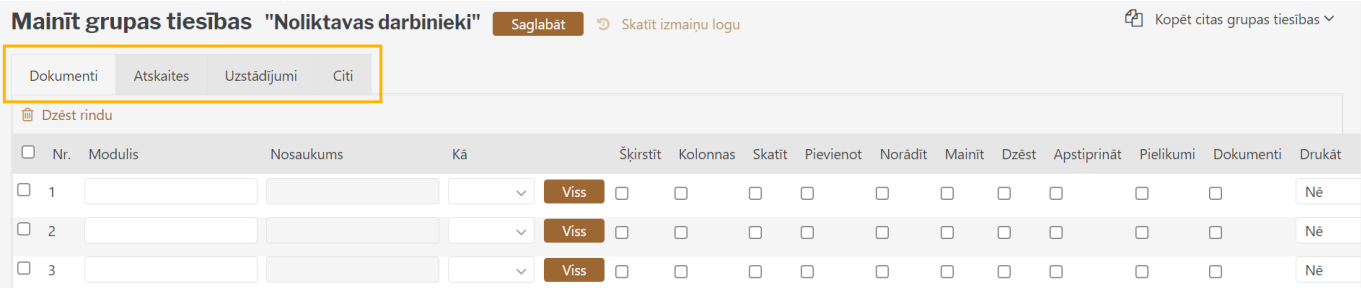 Mainīt grupas tiesības "Noliktavas darbinieki" Saglabāt Skatīt izmaiņu logu Kopēt citas grupas tiesības
Dokumenti Atskaites Uzstādījumi Citi
Dzēst rindu
Nr. Modulis Nosaukums Kā Šķirstīt Kolonnas Skatīt Pievienot Norādīt Mainīt Dzēst Apstiprināt Pielikumi Dokumenti Drukāt
1 Viss Nē
2 Viss Nē
3 Viss Nē